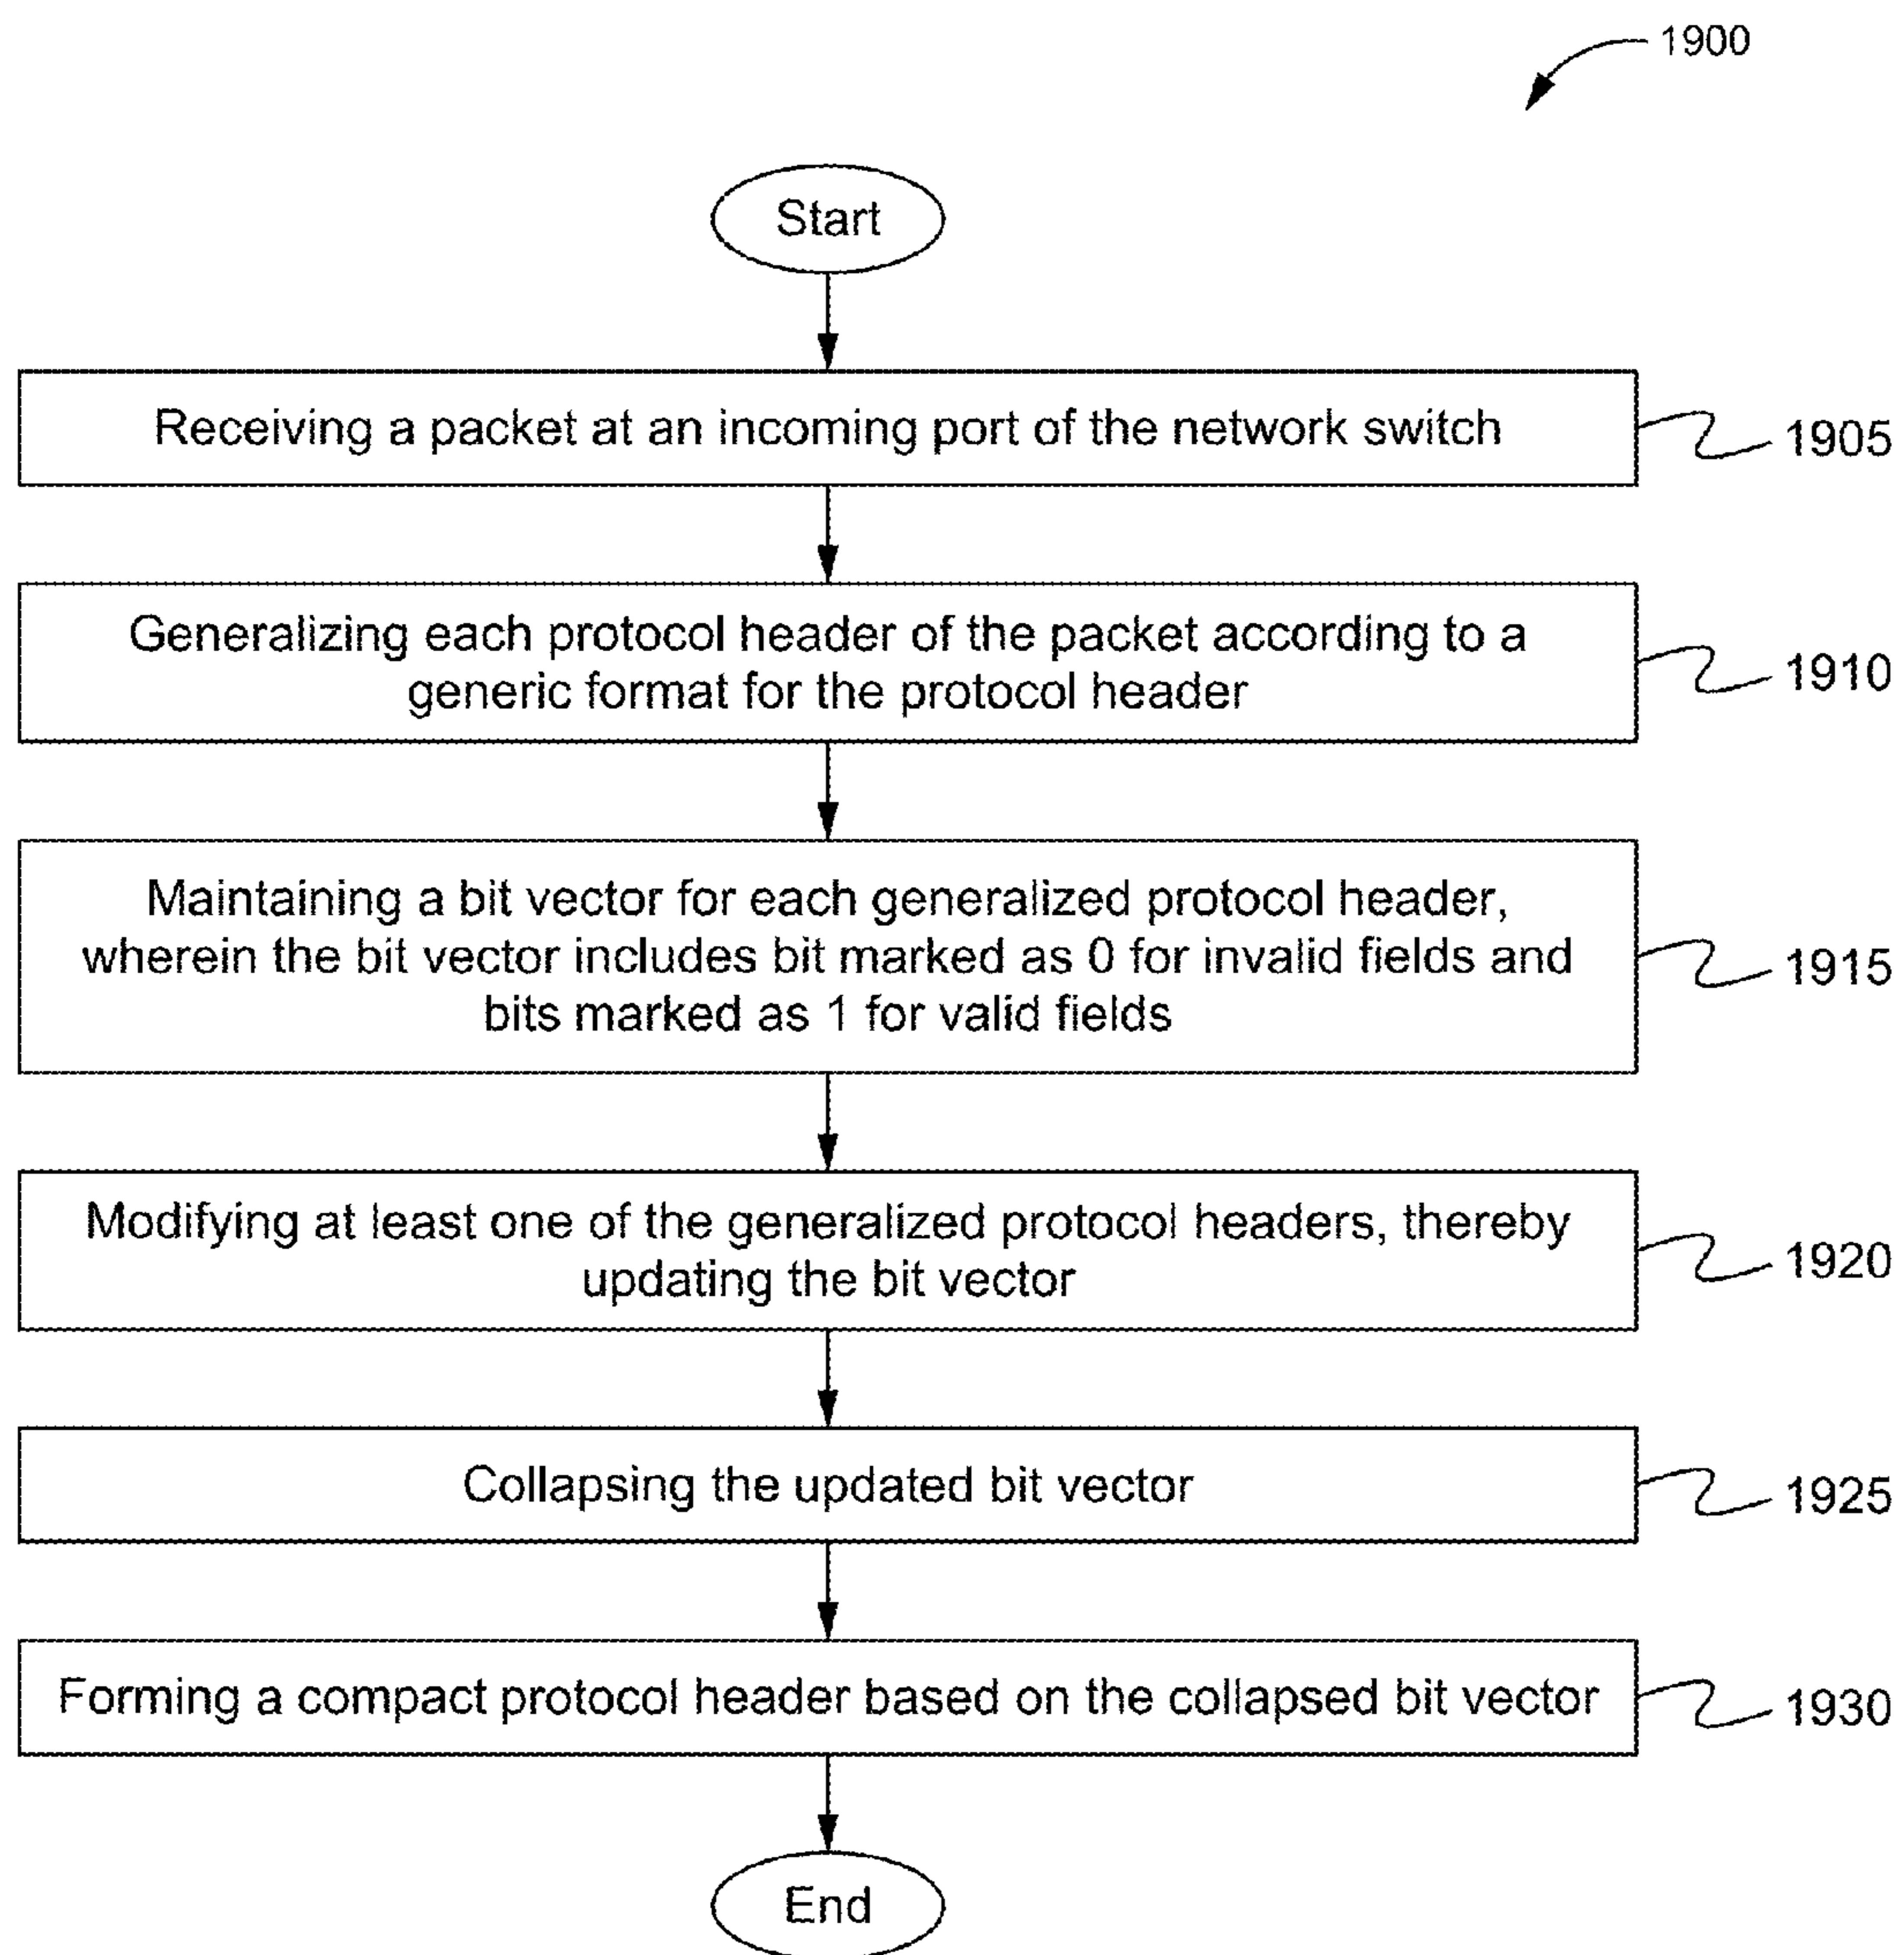 1900
Start
Receiving a packet at an incoming port of the network switch
1905
Generalizing each protocol header of the packet according to a
generic format for the protocol header
1910
Maintaining a bit vector for each generalized protocol header,
wherein the bit vector includes bit marked as 0 for invalid fields and
bits marked as 1 for valid fields
1915
Modifying at least one of the generalized protocol headers, thereby
updating the bit vector
1920
Collapsing the updated bit vector
1925
Forming a compact protocol header based on the collapsed bit vector
1930
End